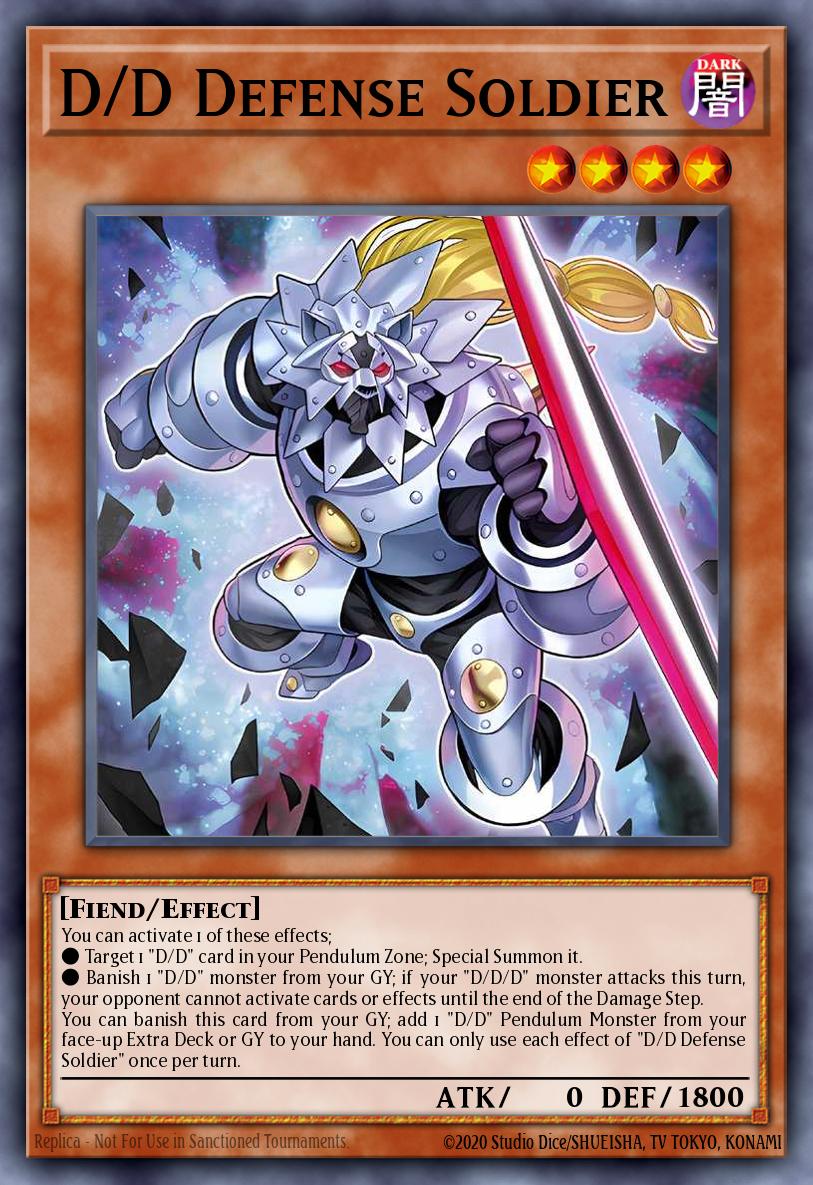 D/D Defense Soldier
DARK
闇
[Fiend/Effect]
You can activate 1 of these effects;
● Target 1 "D/D" card in your Pendulum Zone; Special Summon it.
● Banish 1 "D/D" monster from your GY; if your "D/D/D" monster attacks this turn,
your opponent cannot activate cards or effects until the end of the Damage Step.
You can banish this card from your GY; add 1 "D/D" Pendulum Monster from your
face-up Extra Deck or GY to your hand. You can only use each effect of "D/D Defense
Soldier" once per turn.
ATK/ 0 DEF/1800
Replica - Not For Use in Sanctioned Tournaments. ©2020 Studio Dice/SHUEISHA, TV TOKYO, KONAMI